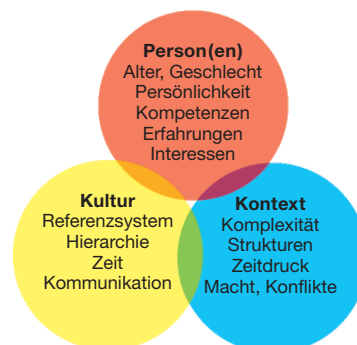 Person(en)
Alter, Geschlecht
Persönlichkeit
Kompetenzen
Erfahrungen
Interessen
Kultur
Referenzsystem
Hierarchie
Zeit
Kommunikation
Kontext
Komplexität
Strukturen
Zeitdruck
Macht, Konflikte